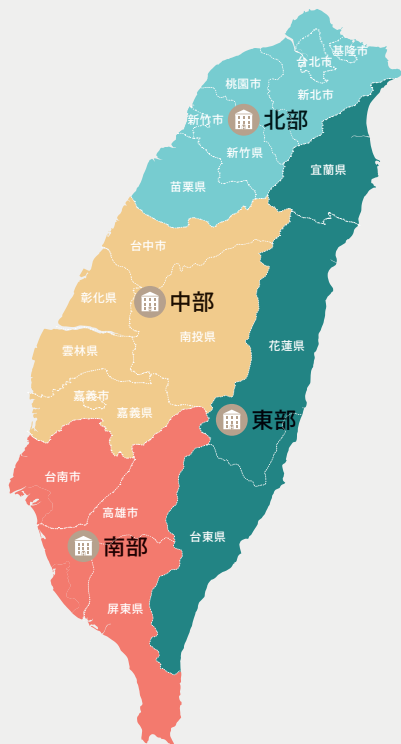 基隆市
台北市
桃園市
新北市
新竹市
北部
新竹県
宜蘭県
苗栗県
台中市
彰化県
中部
南投県
花蓮県
雲林県
嘉義市
嘉義県
東部
台南市
高雄市
台東県
南部
屏東県